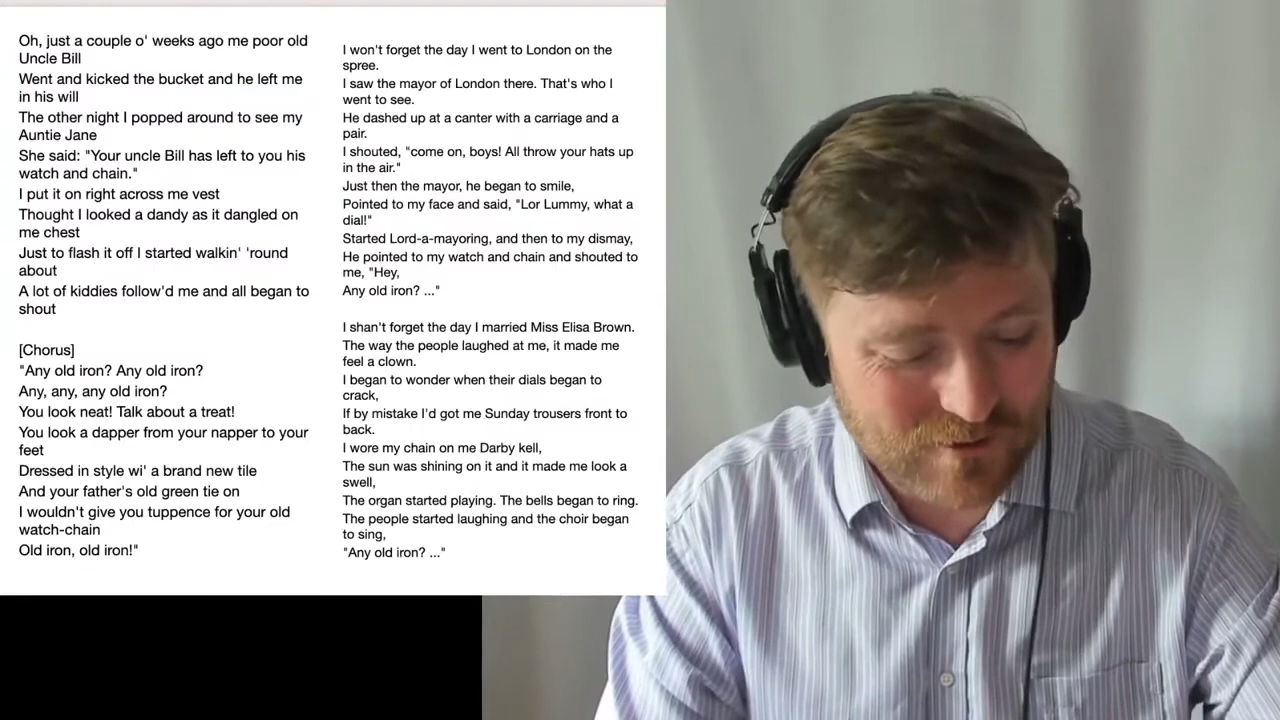 Oh, just a couple o' weeks ago me poor old
Uncle Bill
Went and kicked the bucket and he left me
in his will
The other night I popped around to see my
Auntie Jane
She said: "Your uncle Bill has left to you his
watch and chain."
I put it on right across me vest
Thought I looked a dandy as it dangled on
me chest
Just to flash it off I started walkin' 'round
about
A lot of kiddies follow'd me and all began to
shout
[Chorus]
"Any old iron? Any old iron?
Any, any, any old iron?
You look neat! Talk about a treat!
You look a dapper from your napper to your
feet
Dressed in style wi' a brand new tile
And your father's old green tie on
I wouldn't give you tuppence for your old
watch-chain
Old iron, old iron!"
I won't forget the day I went to London on the
spree.
I saw the mayor of London there. That's who I
went to see.
He dashed up at a canter with a carriage and a
pair.
I shouted, "come on, boys! All throw your hats up
in the air."
Just then the mayor, he began to smile,
Pointed to my face and said, "Lor Lummy, what a
dial!"
Started Lord-a-mayoring, and then to my dismay,
He pointed to my watch and chain and shouted to
me, "Hey,
Any old iron? ..."
I shan't forget the day I married Miss Elisa Brown.
The way the people laughed at me, it made me
feel a clown.
I began to wonder when their dials began to
crack,
If by mistake I'd got me Sunday trousers front to
back.
I wore my chain on me Darby kell,
The sun was shining on it and it made me look a
swell,
The organ started playing. The bells began to ring.
The people started laughing and the choir began
to sing,
"Any old iron? ..."